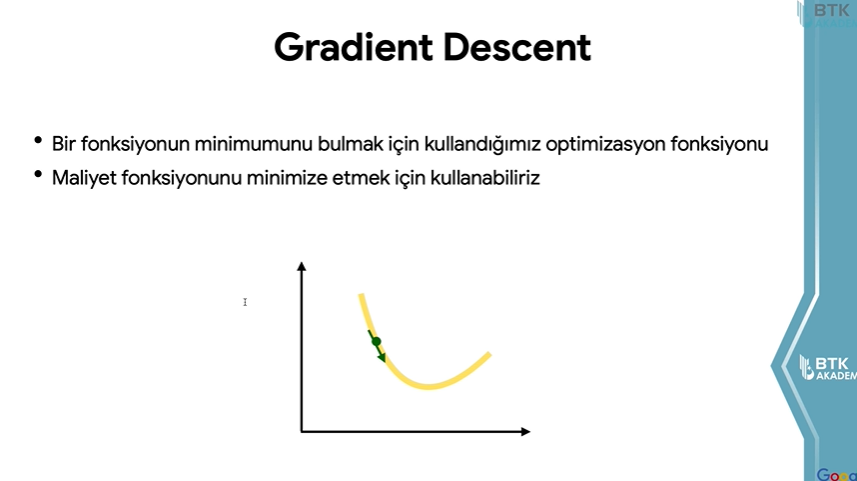 BTK
Gradient Descent
• Bir fonksiyonun minimumunu bulmak için kullandığımız optimizasyon fonksiyonu
• Maliyet fonksiyonunu minimize etmek için kullanabiliriz
BTK
AKADEM
Goog